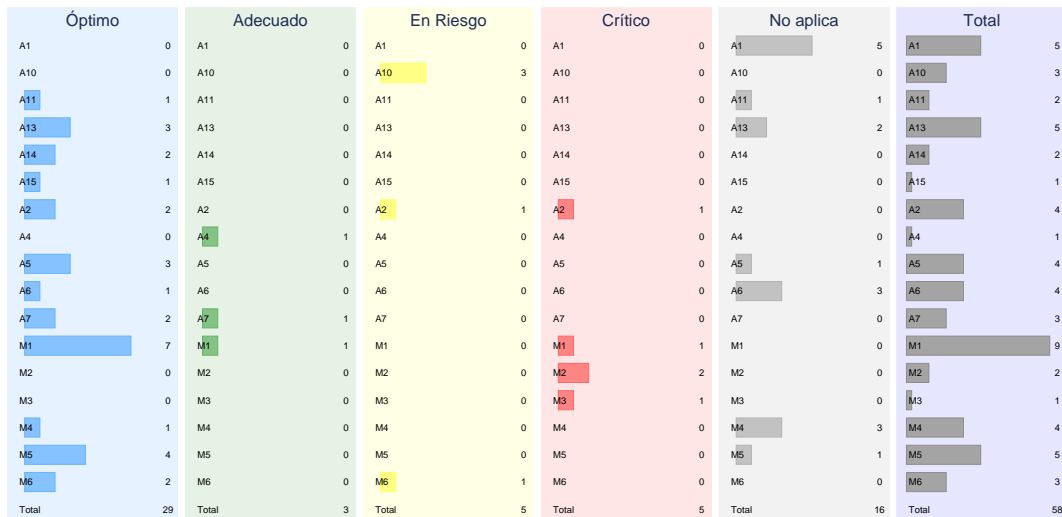 Óptimo Adecuado En Riesgo Crítico No aplica Total
A1 0 A1 0 A1 0 A1 0 A1 5 A1 5
A10 0 A10 0 A10 3 A10 0 A10 0 A10 3
A11 1 A11 0 A11 0 A11 0 A11 1 A11 2
A13 3 A13 0 A13 0 A13 0 A13 2 A13 5
A14 2 A14 0 A14 0 A14 0 A14 0 A14 2
A15 1 A15 0 A15 0 A15 0 A15 0 A15 1
A2 2 A2 0 A2 1 A2 1 A2 0 A2 4
A4 0 A4 1 A4 0 A4 0 A4 0 A4 1
A5 3 A5 0 A5 0 A5 0 A5 1 A5 4
A6 1 A6 0 A6 0 A6 0 A6 3 A6 4
A7 2 A7 1 A7 0 A7 0 A7 0 A7 3
M1 7 M1 1 M1 0 M1 1 M1 0 M1 9
M2 0 M2 0 M2 0 M2 2 M2 0 M2 2
M3 0 M3 0 M3 0 M3 1 M3 0 M3 1
M4 1 M4 0 M4 0 M4 0 M4 3 M4 4
M5 4 M5 0 M5 0 M5 0 M5 1 M5 5
M6 2 M6 0 M6 1 M6 0 M6 0 M6 3
Total 29 Total 3 Total 5 Total 5 Total 16 Total 58